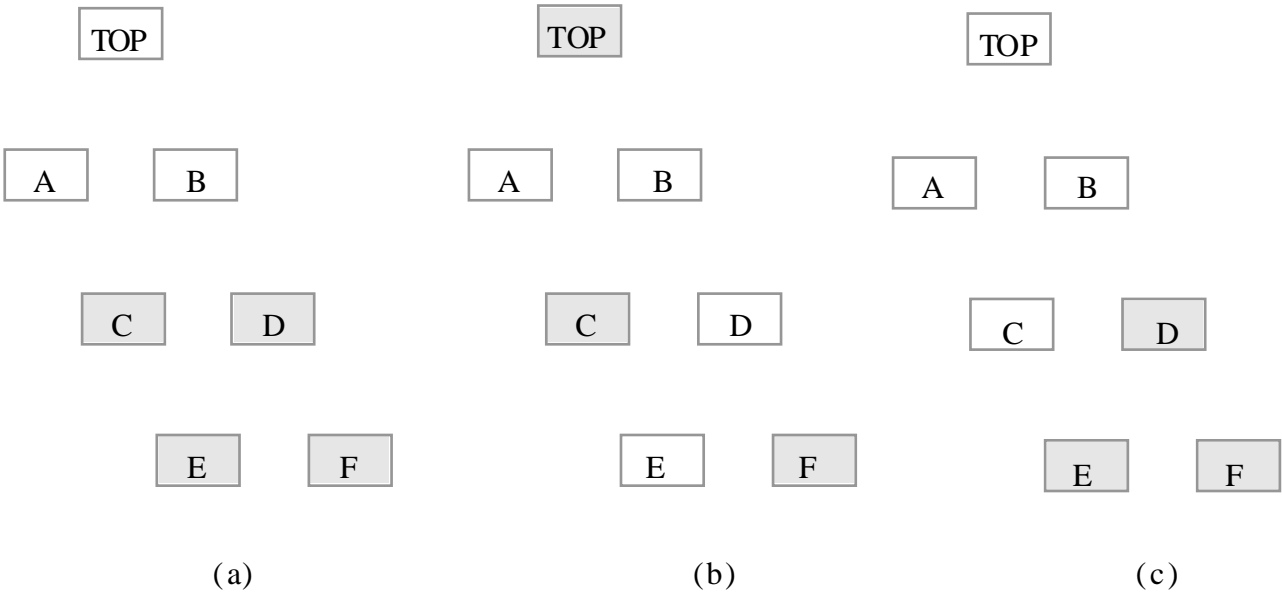 TOP TOP TOP
A B A B A B
C D C D C D
E F E F E F
(a) (b) (c)